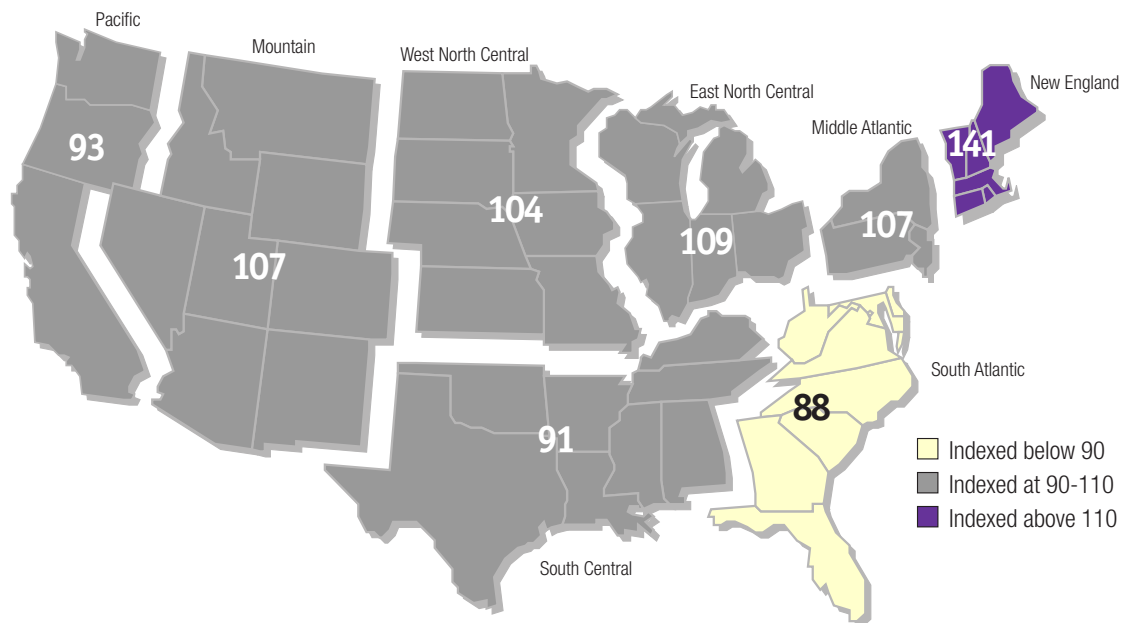 Pacific
Mountain
West North Central
East North Central
New England
Middle Atlantic
93
141
104
107
109
107
South Atlantic
88
91
Indexed below 90
Indexed at 90-110
Indexed above 110
South Central